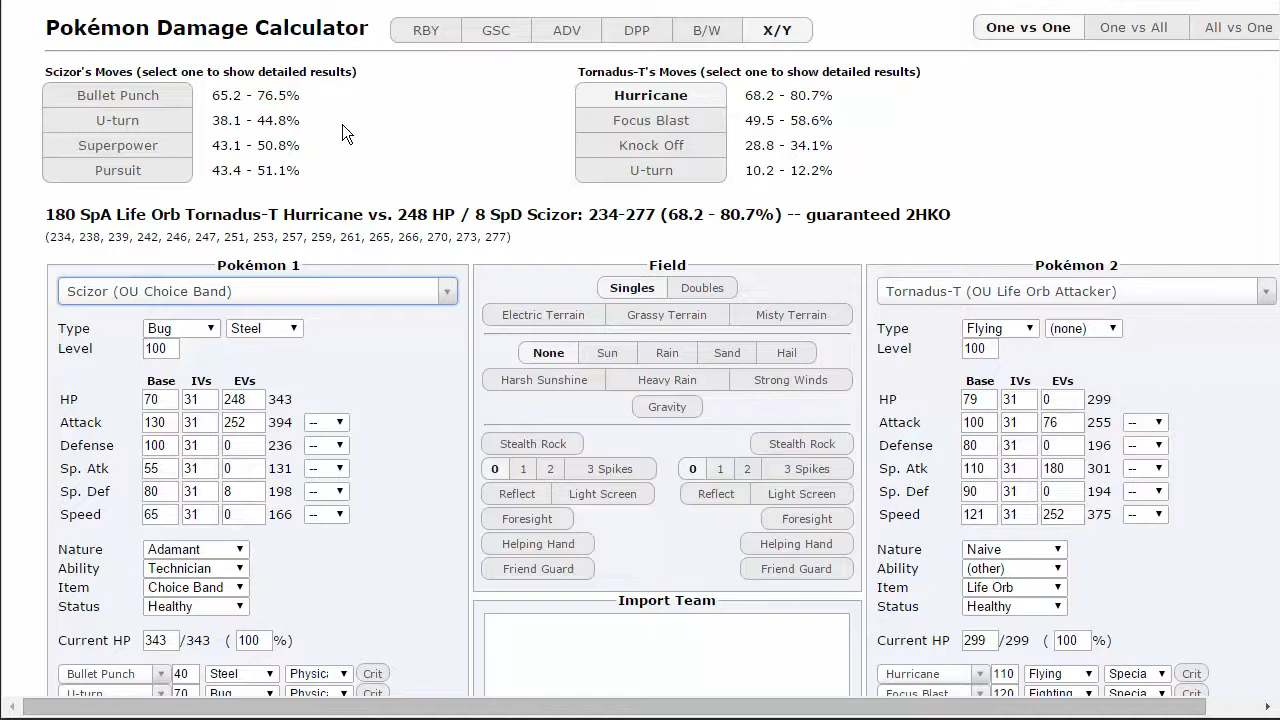 Pokémon Damage Calculator RBY GSC ADV DPP B/W X/Y One vs One One vs All All vs One
Scizor's Moves (select one to show detailed results) Tornadus-T's Moves (select one to show detailed results)
Bullet Punch 65.2 - 76.5% Hurricane 68.2 - 80.7%
U-turn 38.1 - 44.8% Focus Blast 49.5 - 58.6%
Superpower 43.1 - 50.8% Knock Off 28.8 - 34.1%
Pursuit 43.4 - 51.1% U-turn 10.2 - 12.2%
180 SpA Life Orb Tornadus-T Hurricane vs. 248 HP / 8 SpD Scizor: 234-277 (68.2 - 80.7%) -- guaranteed 2HKO
(234, 238, 239, 242, 246, 247, 251, 253, 257, 259, 261, 265, 266, 270, 273, 277)
Pokémon 1
Scizor (OU Choice Band)
Type Bug Steel
Level 100
Base IVs EVs
HP 70 31 248 343
Attack 130 31 252 394 --
Defense 100 31 0 236 --
Sp. Atk 55 31 0 131 --
Sp. Def 80 31 8 198 --
Speed 65 31 0 166 --
Nature Adamant
Ability Technician
Item Choice Band
Status Healthy
Current HP 343 /343 ( 100 %)
Bullet Punch 40 Steel Physic Crit
U-turn 70 Bug Physic Crit
Field
Singles Doubles
Electric Terrain Grassy Terrain Misty Terrain
None Sun Rain Sand Hail
Harsh Sunshine Heavy Rain Strong Winds
Gravity
Stealth Rock Stealth Rock
0 1 2 3 Spikes 0 1 2 3 Spikes
Reflect Light Screen Reflect Light Screen
Foresight Foresight
Helping Hand Helping Hand
Friend Guard Friend Guard
Import Team
Pokémon 2
Tornadus-T (OU Life Orb Attacker)
Type Flying (none)
Level 100
Base IVs EVs
HP 79 31 0 299
Attack 100 31 76 255 --
Defense 80 31 0 196 --
Sp. Atk 110 31 180 301 --
Sp. Def 90 31 0 194 --
Speed 121 31 252 375 --
Nature Naive
Ability (other)
Item Life Orb
Status Healthy
Current HP 299 /299 ( 100 %)
Hurricane 110 Flying Specia Crit
Focus Blast 120 Fighting Specia Crit